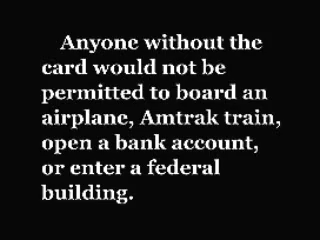 Anyone without the
card would not be
permitted to board an
airplane, Amtrak train,
open a bank account,
or enter a federal
building.